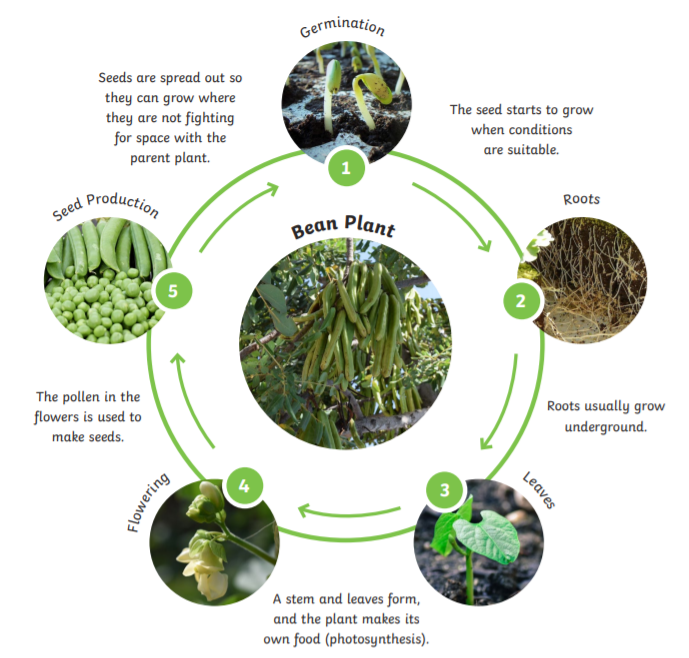 Germination
1
The seed starts to grow
when conditions
are suitable.
Roots
2
Roots usually grow
underground.
Leaves
3
A stem and leaves form,
and the plant makes its
own food (photosynthesis).
Flowering
4
The pollen in the
flowers is used to
make seeds.
Seed Production
5
Seeds are spread out so
they can grow where
they are not fighting
for space with the
parent plant.
Bean Plant